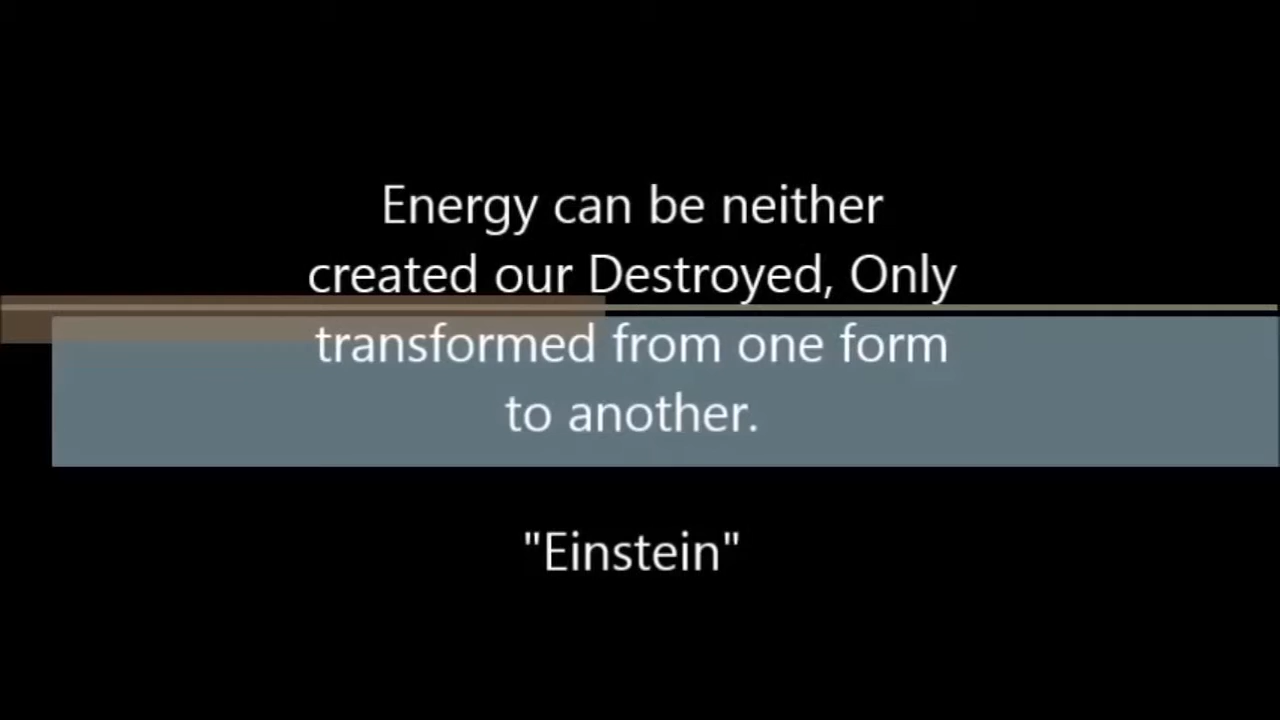 Energy can be neither
created our Destroyed, Only
transformed from one form
to another.
"Einstein"